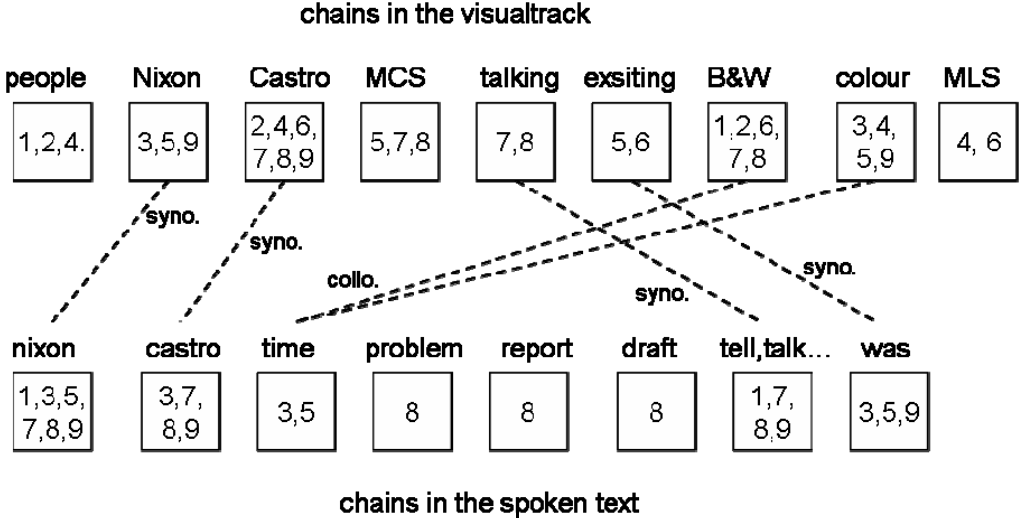 chains in the visualtrack
people Nixon Castro MCS talking exsiting B&W colour MLS
1,2,4. 3,5,9 2,4,6, 7,8,9 5,7,8 7,8 5,6 1,2,6, 7,8 3,4, 5,9 4, 6
syno.
syno.
collo.
syno.
syno.
nixon castro time problem report draft tell,talk... was
1,3,5, 7,8,9 3,7, 8,9 3,5 8 8 8 1,7, 8,9 3,5,9
chains in the spoken text